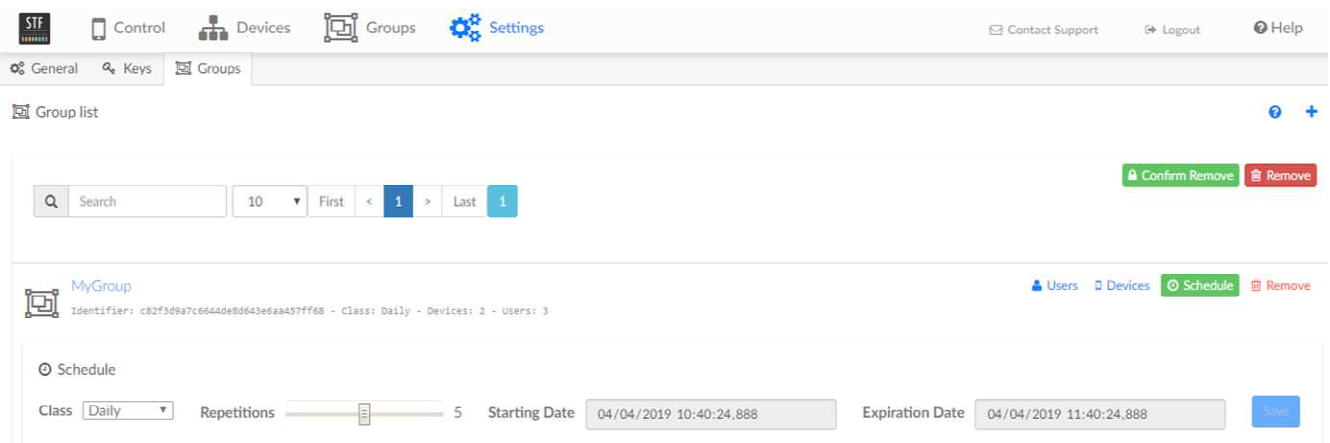 STF Control Devices Groups Settings Contact Support Logout Help
General Keys Groups
Group list
Confirm Remove Remove
Search 10 First < 1 > Last 1
MyGroup Users Devices Schedule Remove
Identifier: c82f3d9a7c6644de8d643e6aa457ff68 - Class: Daily - Devices: 2 - Users: 3
Schedule
Class Daily Repetitions 5 Starting Date 04/04/2019 10:40:24,888 Expiration Date 04/04/2019 11:40:24,888 Save